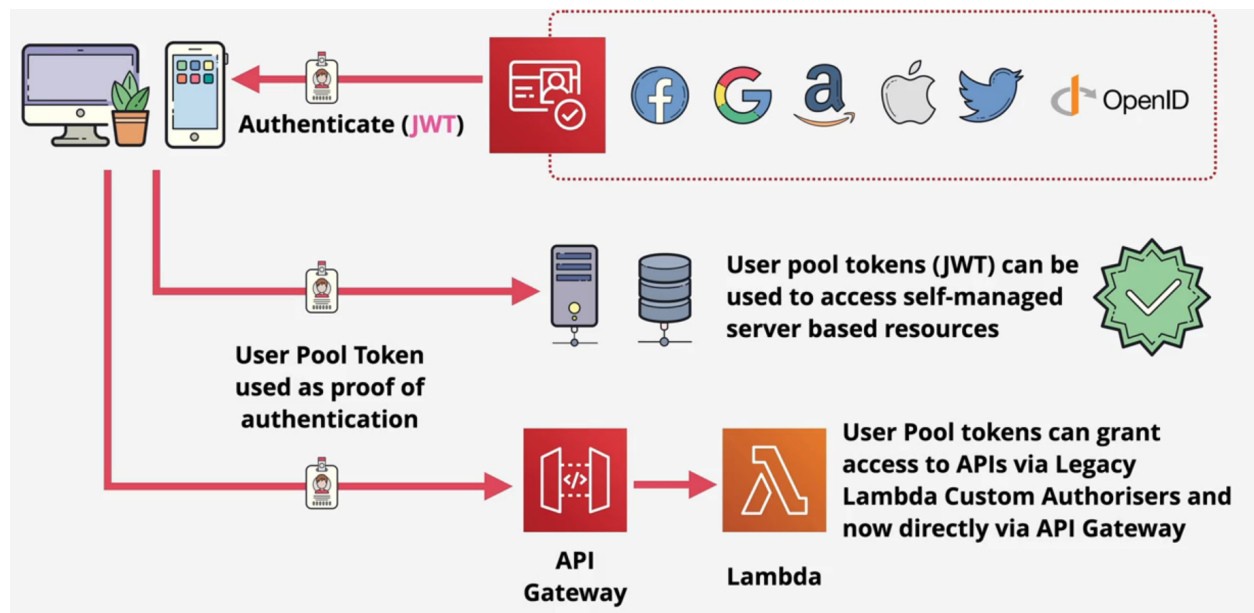 OpenID
Authenticate (JWT)
User pool tokens (JWT) can be
used to access self-managed
server based resources
User Pool Token
used as proof of
authentication
User Pool tokens can grant
access to APIs via Legacy
Lambda Custom Authorisers and
now directly via API Gateway
API
Gateway
Lambda